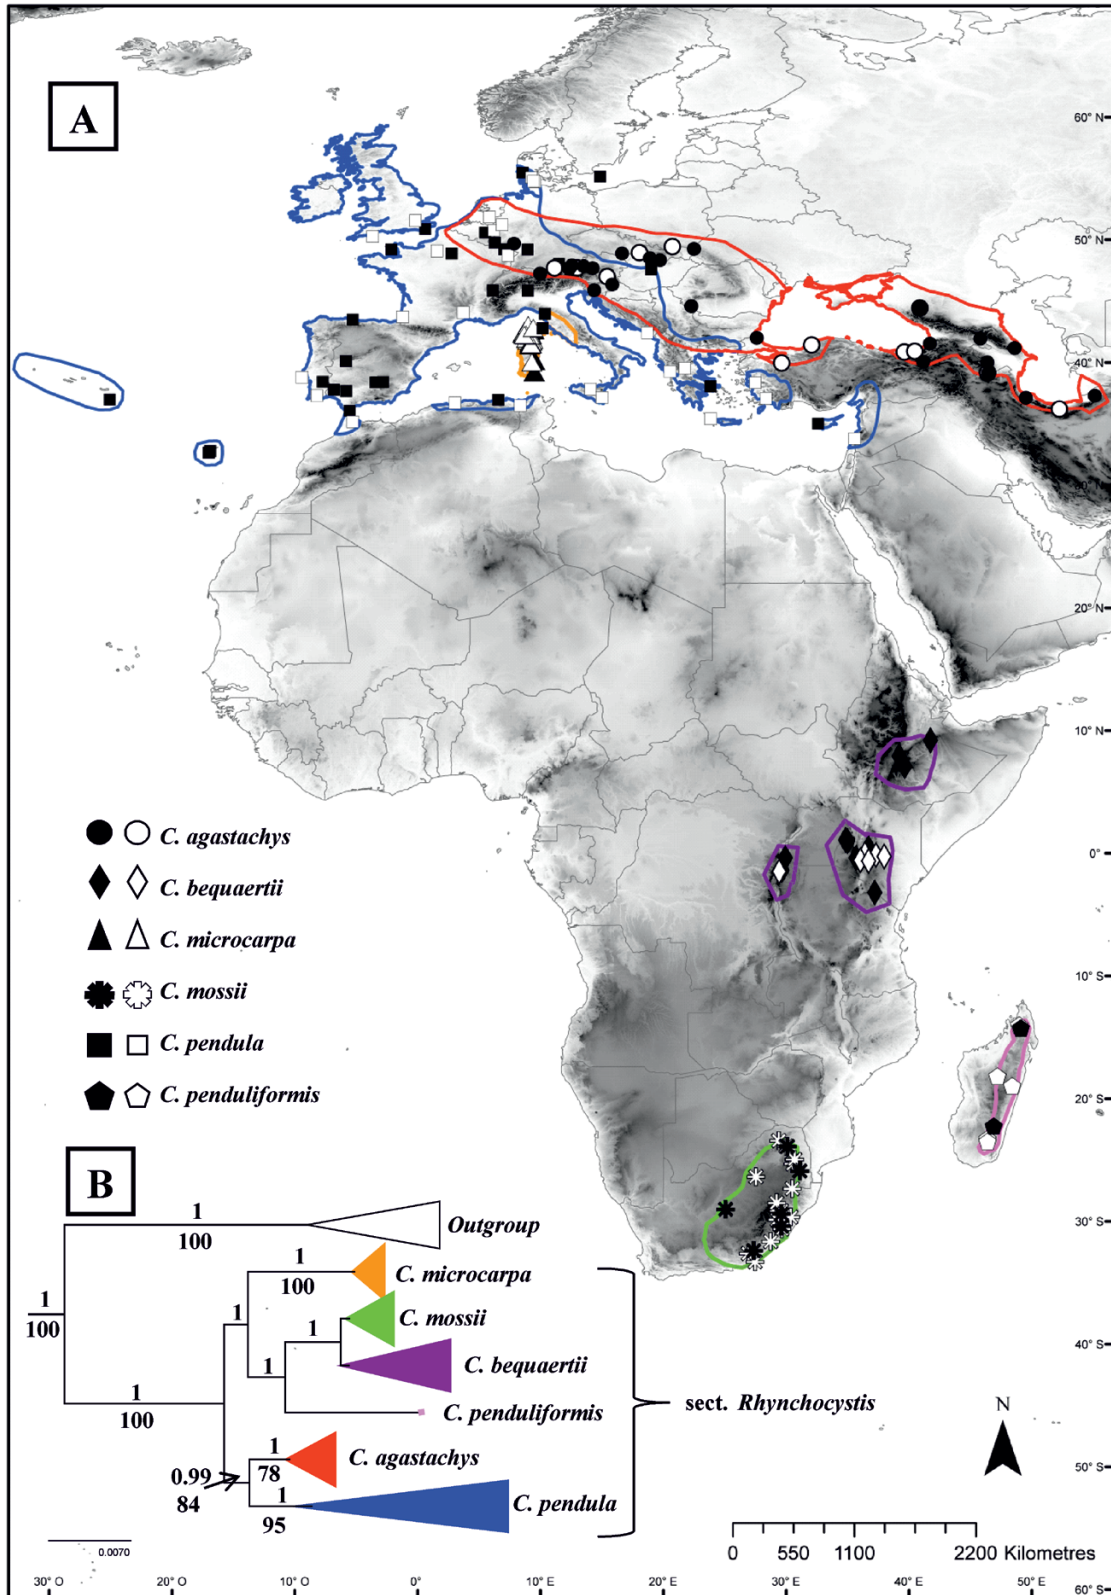 A
60° N
50° N
40° N
20° N
10° N
0°
10° S
20° S
30° S
40° S
50° S
60° S
C. agastachys
C. bequaertii
C. microcarpa
C. mossii
C. pendula
C. penduliformis
B
1
100
Outgroup
1
100
C. microcarpa
1
100
1
C. mossii
1
C. bequaertii
1
C. penduliformis
1
100
sect. Rhynchocystis
0.99
84
1
78
C. agastachys
1
95
C. pendula
0.0070
N
0 550 1100 2200 Kilometres
30° O 20° O 10° O 0° 10° E 20° E 30° E 40° E 50° E